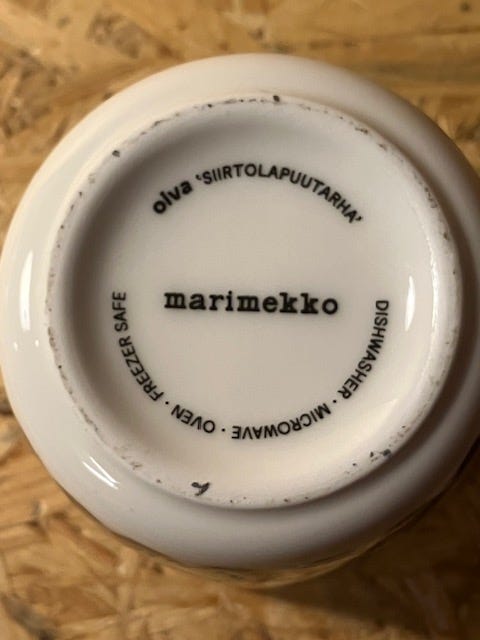 oiva 'SIIRTOLAPUUTARHA'
marimekko
DISHWASHER · MICROWAVE · OVEN · FREEZER SAFE